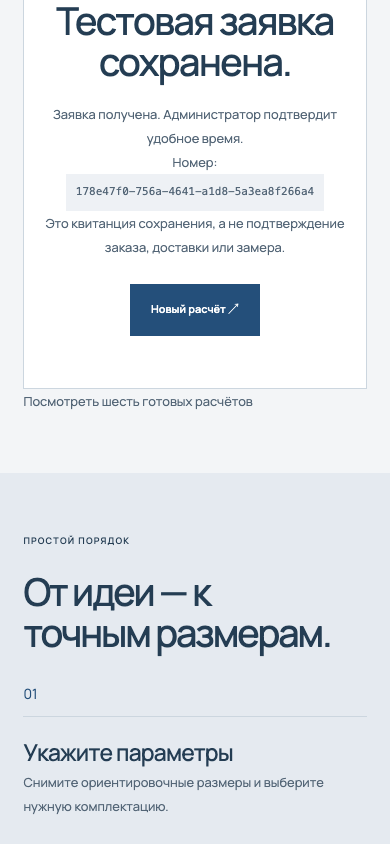 Тестовая заявка
сохранена.
Заявка получена. Администратор подтвердит
удобное время.
Номер:
178e47f0–756a–4641–a1d8–5a3ea8f266a4
Это квитанция сохранения, а не подтверждение
заказа, доставки или замера.
Новый расчёт ↗
Посмотреть шесть готовых расчётов
ПРОСТОЙ ПОРЯДОК
От идеи — к
точным размерам.
01
Укажите параметры
Снимите ориентировочные размеры и выберите
нужную комплектацию.